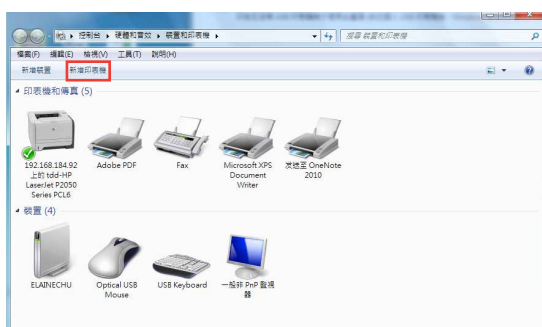 控制台 ▸ 硬體和音效 ▸ 裝置和印表機 ▸
搜尋 裝置和印表機
檔案(F) 編輯(E) 檢視(V) 工具(T) 說明(H)
新增裝置 新增印表機
印表機和傳真 (5)
192.168.184.92
上的 tdd-HP
LaserJet P2050
Series PCL6
Adobe PDF
Fax
Microsoft XPS
Document
Writer
发送至 OneNote
2010
裝置 (4)
ELAINECHU
Optical USB
Mouse
USB Keyboard
一般非 PnP 監視
器